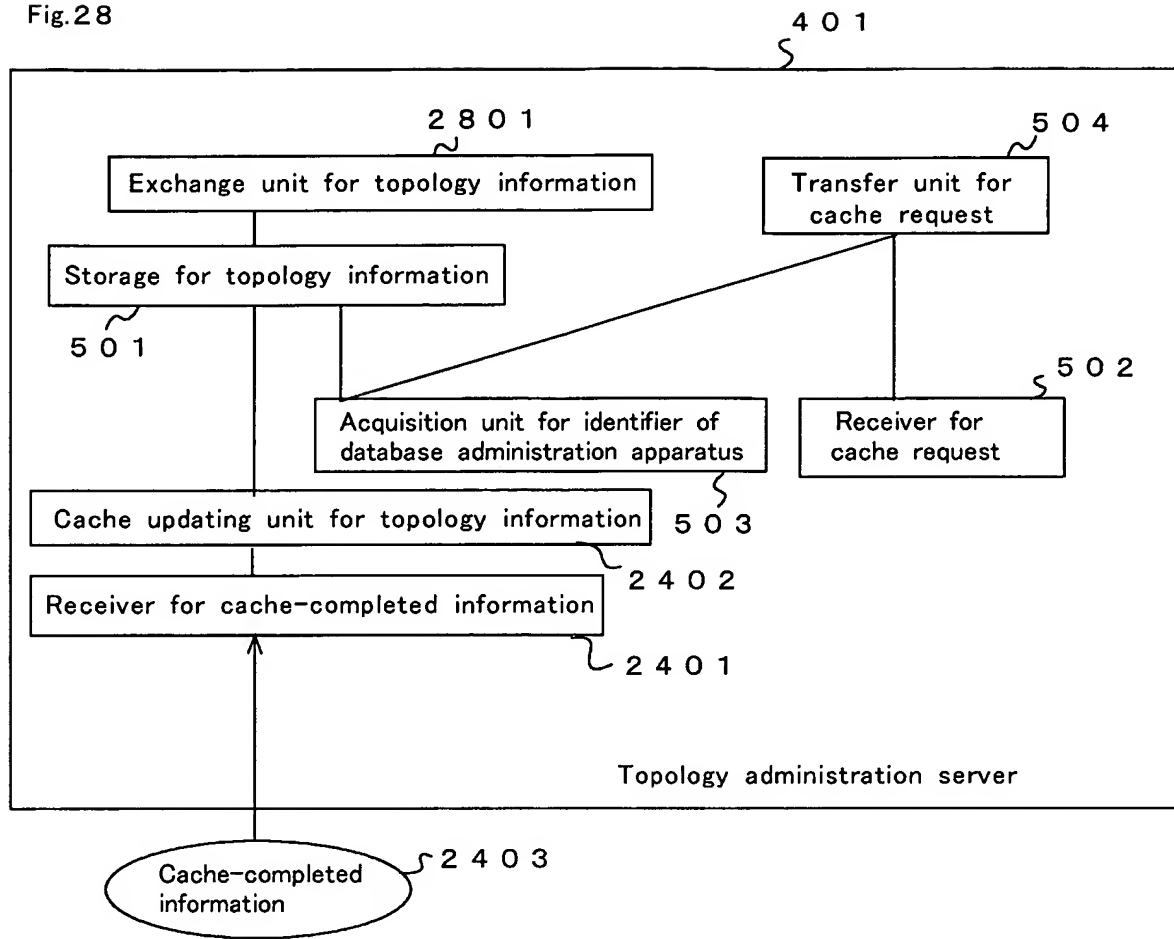 Fig.28
401
2801
504
Exchange unit for topology information
Transfer unit for
cache request
Storage for topology information
501
502
Acquisition unit for identifier of
database administration apparatus
Receiver for
cache request
503
Cache updating unit for topology information
2402
Receiver for cache-completed information
2401
Topology administration server
2403
Cache-completed
information